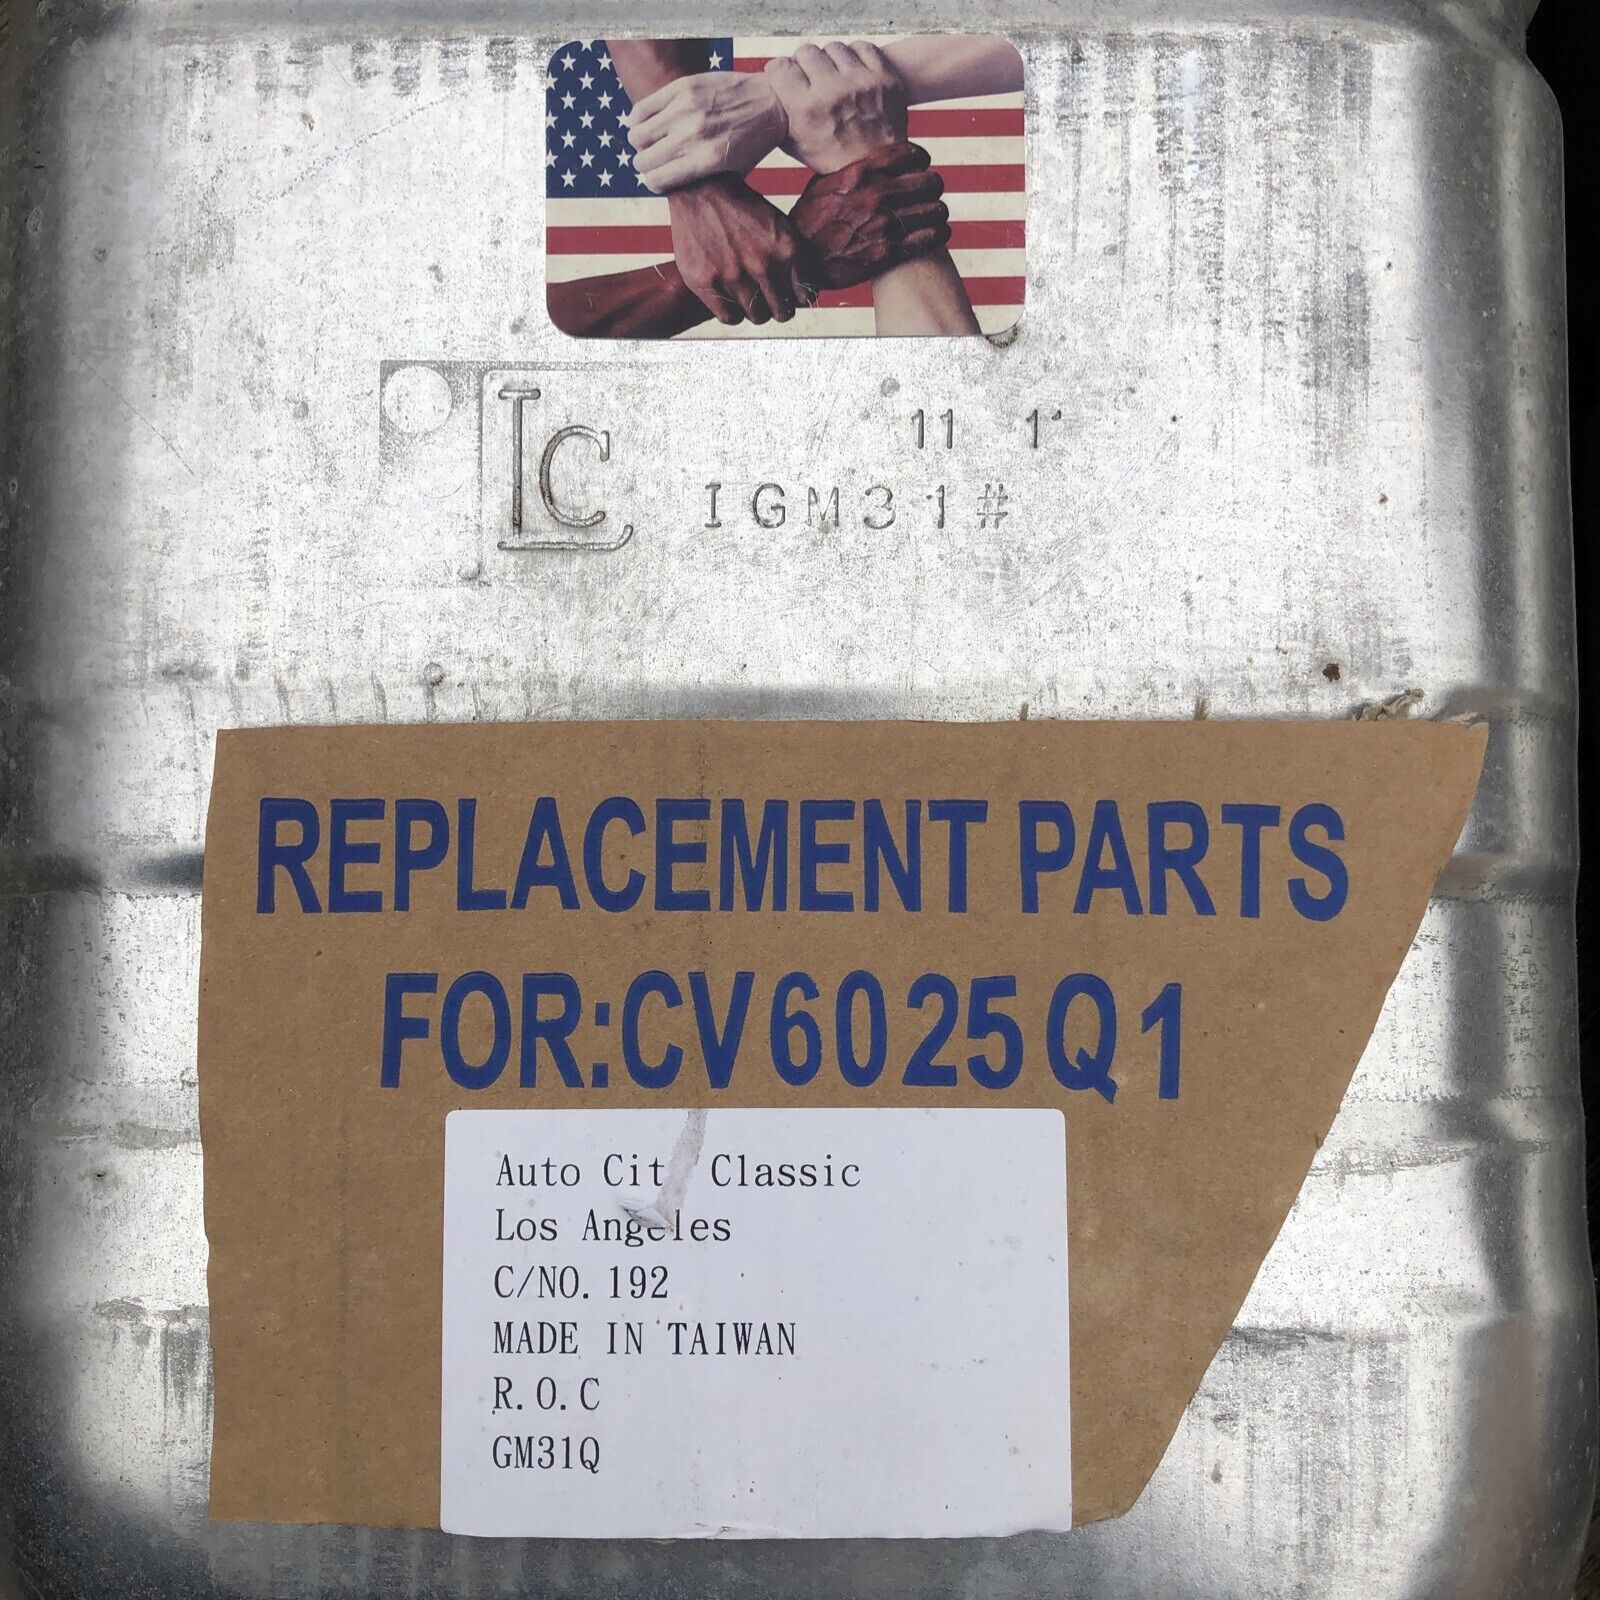 LC
11 1
IGM31#
REPLACEMENT PARTS
FOR:CV6025Q1
Auto Cit Classic
Los Angeles
C/NO. 192
MADE IN TAIWAN
R.O.C
GM31Q